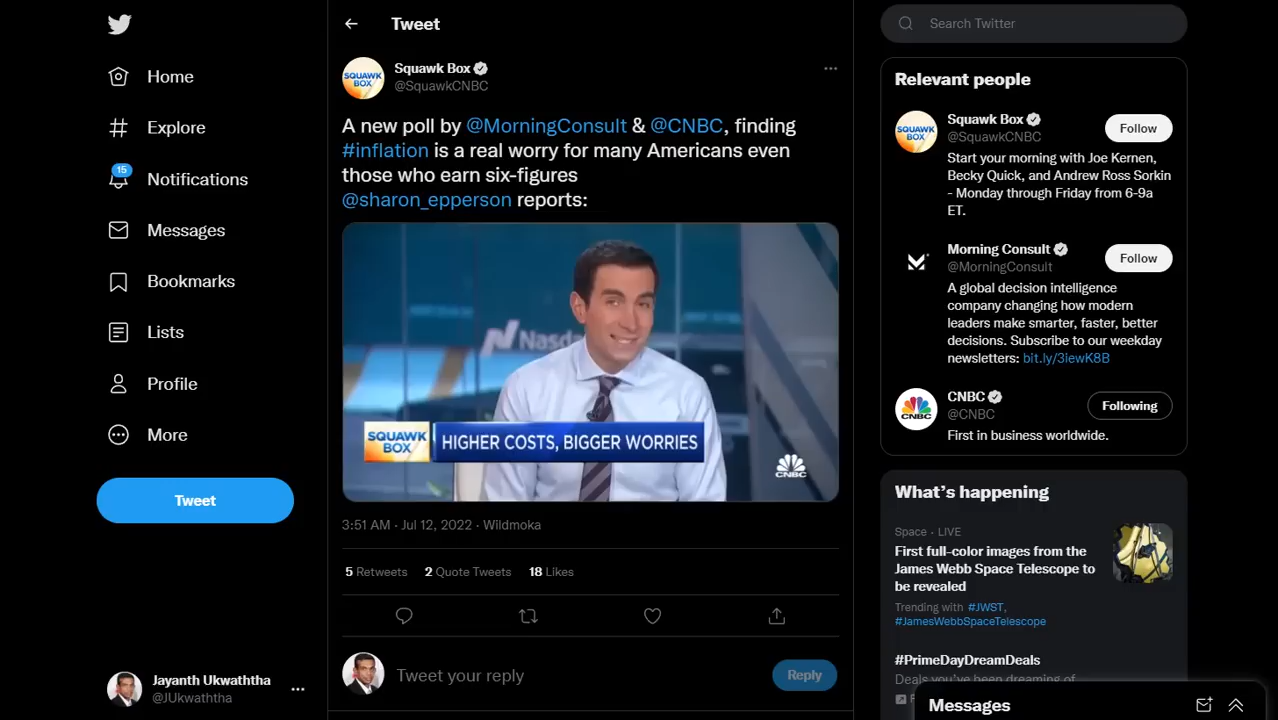 Home
Explore
15
Notifications
Messages
Bookmarks
Lists
Profile
More
Tweet
Jayanth Ukwaththa
@JUkwaththa
Tweet
SQUAWK
BOX
Squawk Box
@SquawkCNBC
A new poll by @MorningConsult & @CNBC, finding
#inflation is a real worry for many Americans even
those who earn six-figures
@sharon_epperson reports:
Nasda
SQUAWK
BOX
HIGHER COSTS, BIGGER WORRIES
CNBC
3:51 AM · Jul 12, 2022 · Wildmoka
5 Retweets 2 Quote Tweets 18 Likes
Tweet your reply
Reply
Search Twitter
Relevant people
SQUAWK
BOX
Squawk Box
@SquawkCNBC
Follow
Start your morning with Joe Kernen,
Becky Quick, and Andrew Ross Sorkin
- Monday through Friday from 6-9a
ET.
Morning Consult
@MorningConsult
Follow
A global decision intelligence
company changing how modern
leaders make smarter, faster, better
decisions. Subscribe to our weekday
newsletters: bit.ly/3iewK8B
CNBC
CNBC
@CNBC
Following
First in business worldwide.
What's happening
Space · LIVE
First full-color images from the
James Webb Space Telescope to
be revealed
Trending with #JWST,
#JamesWebbSpaceTelescope
#PrimeDayDreamDeals
Deals you've been dreaming of
Messages